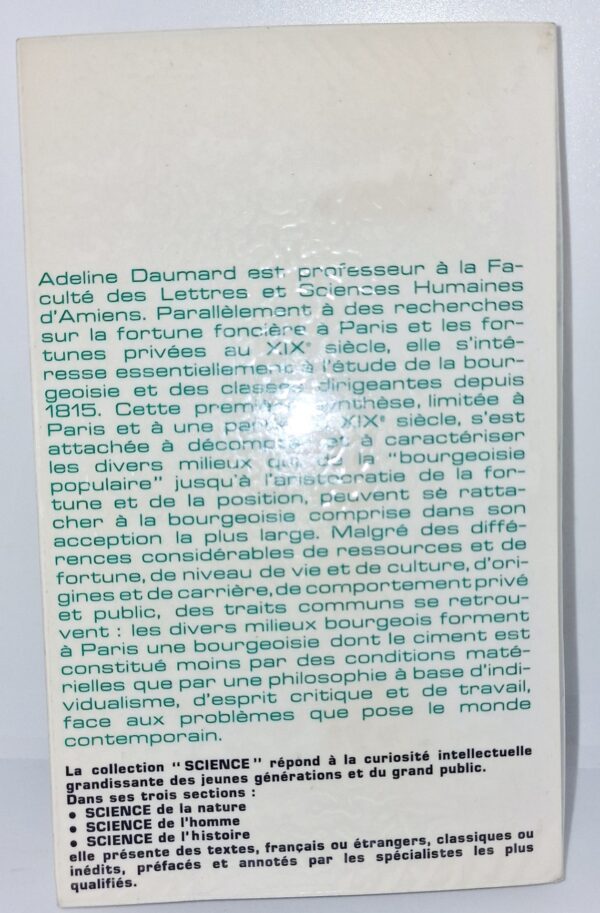 Adeline Daumard est professeur à la Fa-
culté des Lettres et Sciences Humaines
d'Amiens. Parallèlement à des recherches
sur la fortune foncière à Paris et les for-
tunes privées au XIXe siècle, elle s'inté-
resse essentiellement à l'étude de la bour-
geoisie et des classes dirigeantes depuis
1815. Cette première synthèse, limitée à
Paris et à une XIXe siècle, s'est
attachée à et à caractériser
les divers milieux la "bourgeoisie
populaire" jusqu'à l'aristocratie de la for-
tune et de la position, peuvent se ratta-
cher à la bourgeoisie comprise dans son
acception la plus large. Malgré des diffé-
rences considérables de ressources et de
fortune, de niveau de vie et de culture, d'ori-
gines et de carrière, de comportement privé
et public, des traits communs se retrou-
vent : les divers milieux bourgeois forment
à Paris une bourgeoisie dont le ciment est
constitué moins par des conditions maté-
rielles que par une philosophie à base d'indi-
vidualisme, d'esprit critique et de travail,
face aux problèmes que pose le monde
contemporain.
La collection "SCIENCE" répond à la curiosité intellectuelle
grandissante des jeunes générations et du grand public.
Dans ses trois sections :
• SCIENCE de la nature
• SCIENCE de l'homme
• SCIENCE de l'histoire
elle présente des textes, français ou étrangers, classiques ou
inédits, préfacés et annotés par les spécialistes les plus
qualifiés.